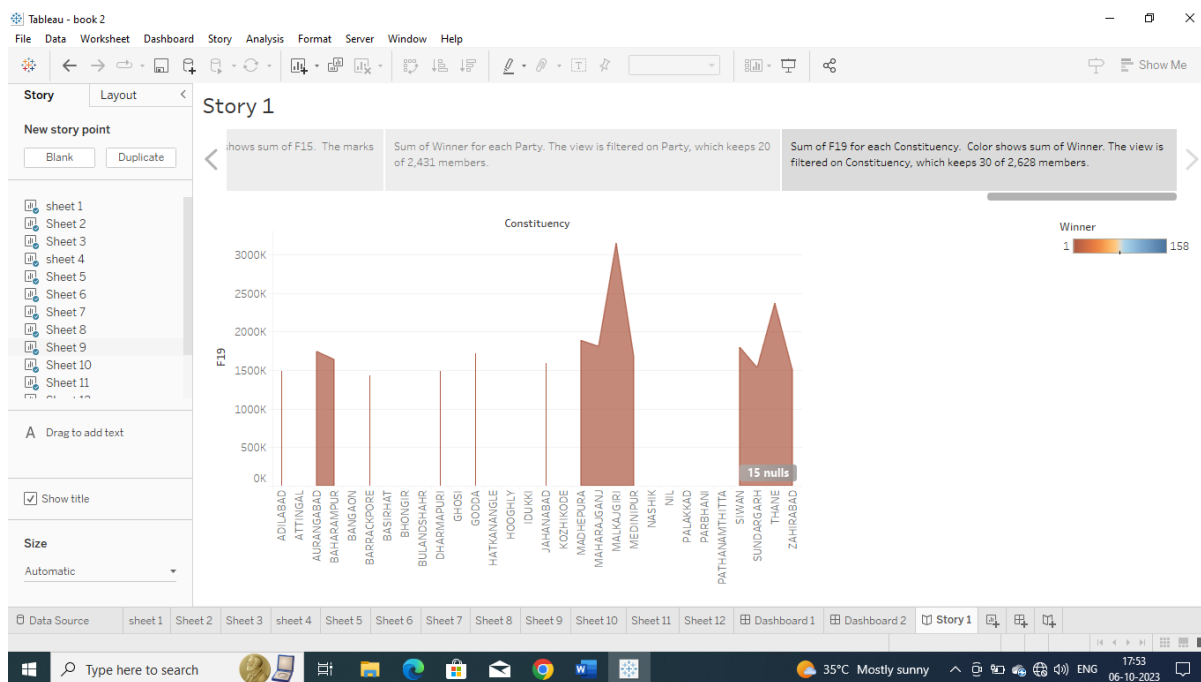 Tableau - book 2
File Data Worksheet Dashboard Story Analysis Format Server Window Help
Show Me
Story Layout
New story point
Blank Duplicate
sheet 1
Sheet 2
Sheet 3
sheet 4
Sheet 5
Sheet 6
Sheet 7
Sheet 8
Sheet 9
Sheet 10
Sheet 11
A Drag to add text
Show title
Size
Automatic
Story 1
shows sum of F15. The marks
Sum of Winner for each Party. The view is filtered on Party, which keeps 20
of 2,431 members.
Sum of F19 for each Constituency. Color shows sum of Winner. The view is
filtered on Constituency, which keeps 30 of 2,628 members.
Constituency
F19
3000K
2500K
2000K
1500K
1000K
500K
0K
15 nulls
ADILABAD
ATTINGAL
AURANGABAD
BAHARAMPUR
BANGAON
BARRACKPORE
BASIRHAT
BHONGIR
BULANDSHAHR
DHARMAPURI
GHOSI
GODDA
HATKANANGLE
HOOGHLY
IDUKKI
JAHANABAD
KOZHIKODE
MADHEPURA
MAHARAJGANJ
MALKAJGIRI
MEDINIPUR
NASHIK
NIL
PALAKKAD
PARBHANI
PATHANAMTHITTA
SIWAN
SUNDARGARH
THANE
ZAHIRABAD
Winner
1 158
Data Source sheet 1 Sheet 2 Sheet 3 sheet 4 Sheet 5 Sheet 6 Sheet 7 Sheet 8 Sheet 9 Sheet 10 Sheet 11 Sheet 12 Dashboard 1 Dashboard 2 Story 1
Type here to search
35°C Mostly sunny
ENG
17:53
06-10-2023